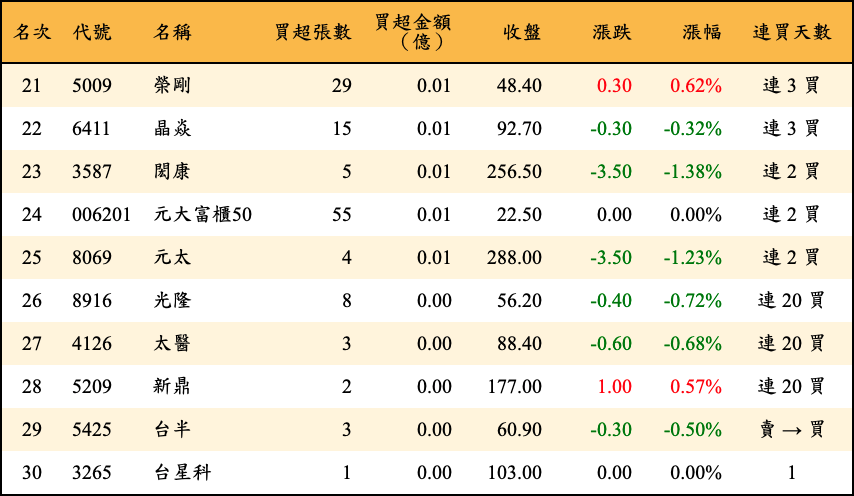 名次 代號 名稱 買超張數 買超金額（億） 收盤 漲跌 漲幅 連買天數
21 5009 榮剛 29 0.01 48.40 0.30 0.62% 連 3 買
22 6411 晶焱 15 0.01 92.70 -0.30 -0.32% 連 3 買
23 3587 閎康 5 0.01 256.50 -3.50 -1.38% 連 2 買
24 006201 元大富櫃50 55 0.01 22.50 0.00 0.00% 連 2 買
25 8069 元太 4 0.01 288.00 -3.50 -1.23% 連 2 買
26 8916 光隆 8 0.00 56.20 -0.40 -0.72% 連 20 買
27 4126 太醫 3 0.00 88.40 -0.60 -0.68% 連 20 買
28 5209 新鼎 2 0.00 177.00 1.00 0.57% 連 20 買
29 5425 台半 3 0.00 60.90 -0.30 -0.50% 賣 → 買
30 3265 台星科 1 0.00 103.00 0.00 0.00% 1